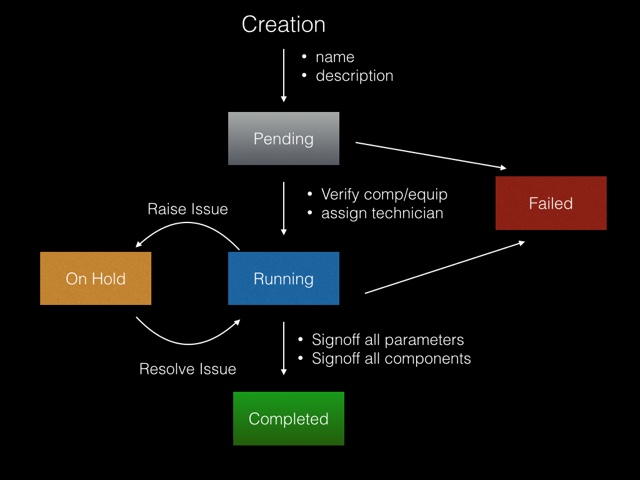 Creation
• name
• description
Pending
• Verify comp/equip
• assign technician
Failed
Raise Issue
On Hold
Running
• Signoff all parameters
• Signoff all components
Resolve Issue
Completed